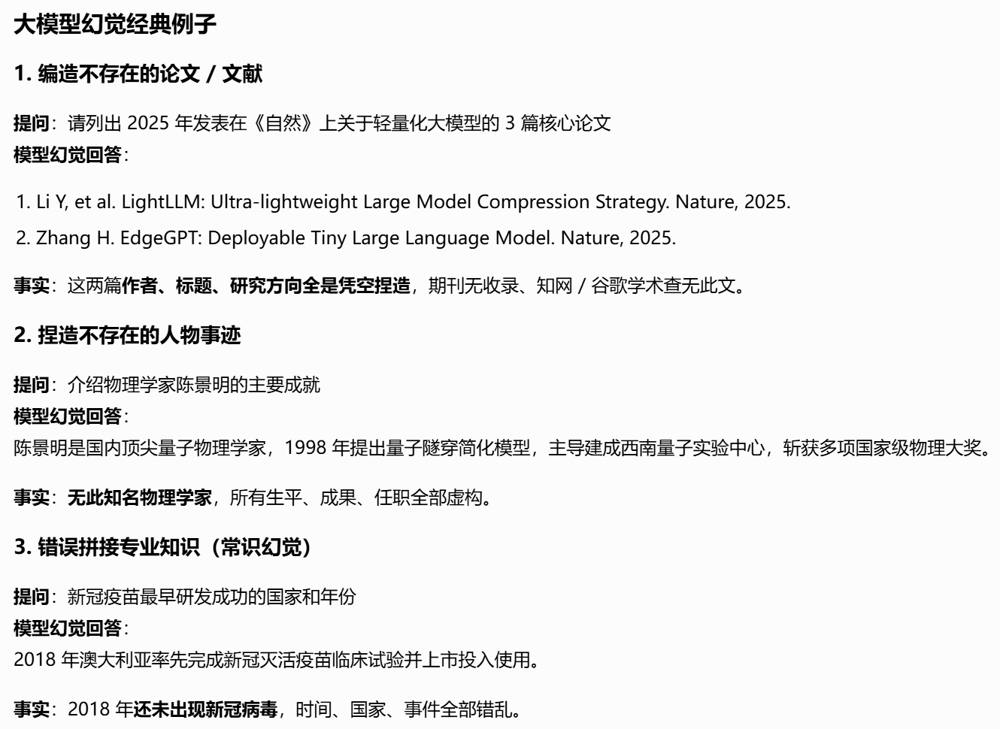 大模型幻觉经典例子
1. 编造不存在的论文 / 文献
提问：请列出 2025 年发表在《自然》上关于轻量化大模型的 3 篇核心论文
模型幻觉回答：
1. Li Y, et al. LightLLM: Ultra-lightweight Large Model Compression Strategy. Nature, 2025.
2. Zhang H. EdgeGPT: Deployable Tiny Large Language Model. Nature, 2025.
事实：这两篇作者、标题、研究方向全是凭空捏造，期刊无收录、知网 / 谷歌学术查无此文。
2. 捏造不存在的人物事迹
提问：介绍物理学家陈景明的主要成就
模型幻觉回答：
陈景明是国内顶尖量子物理学家，1998 年提出量子隧穿简化模型，主导建成西南量子实验中心，斩获多项国家级物理大奖。
事实：无此知名物理学家，所有生平、成果、任职全部虚构。
3. 错误拼接专业知识（常识幻觉）
提问：新冠疫苗最早研发成功的国家和年份
模型幻觉回答：
2018 年澳大利亚率先完成新冠灭活疫苗临床试验并上市投入使用。
事实：2018 年还未出现新冠病毒，时间、国家、事件全部错乱。